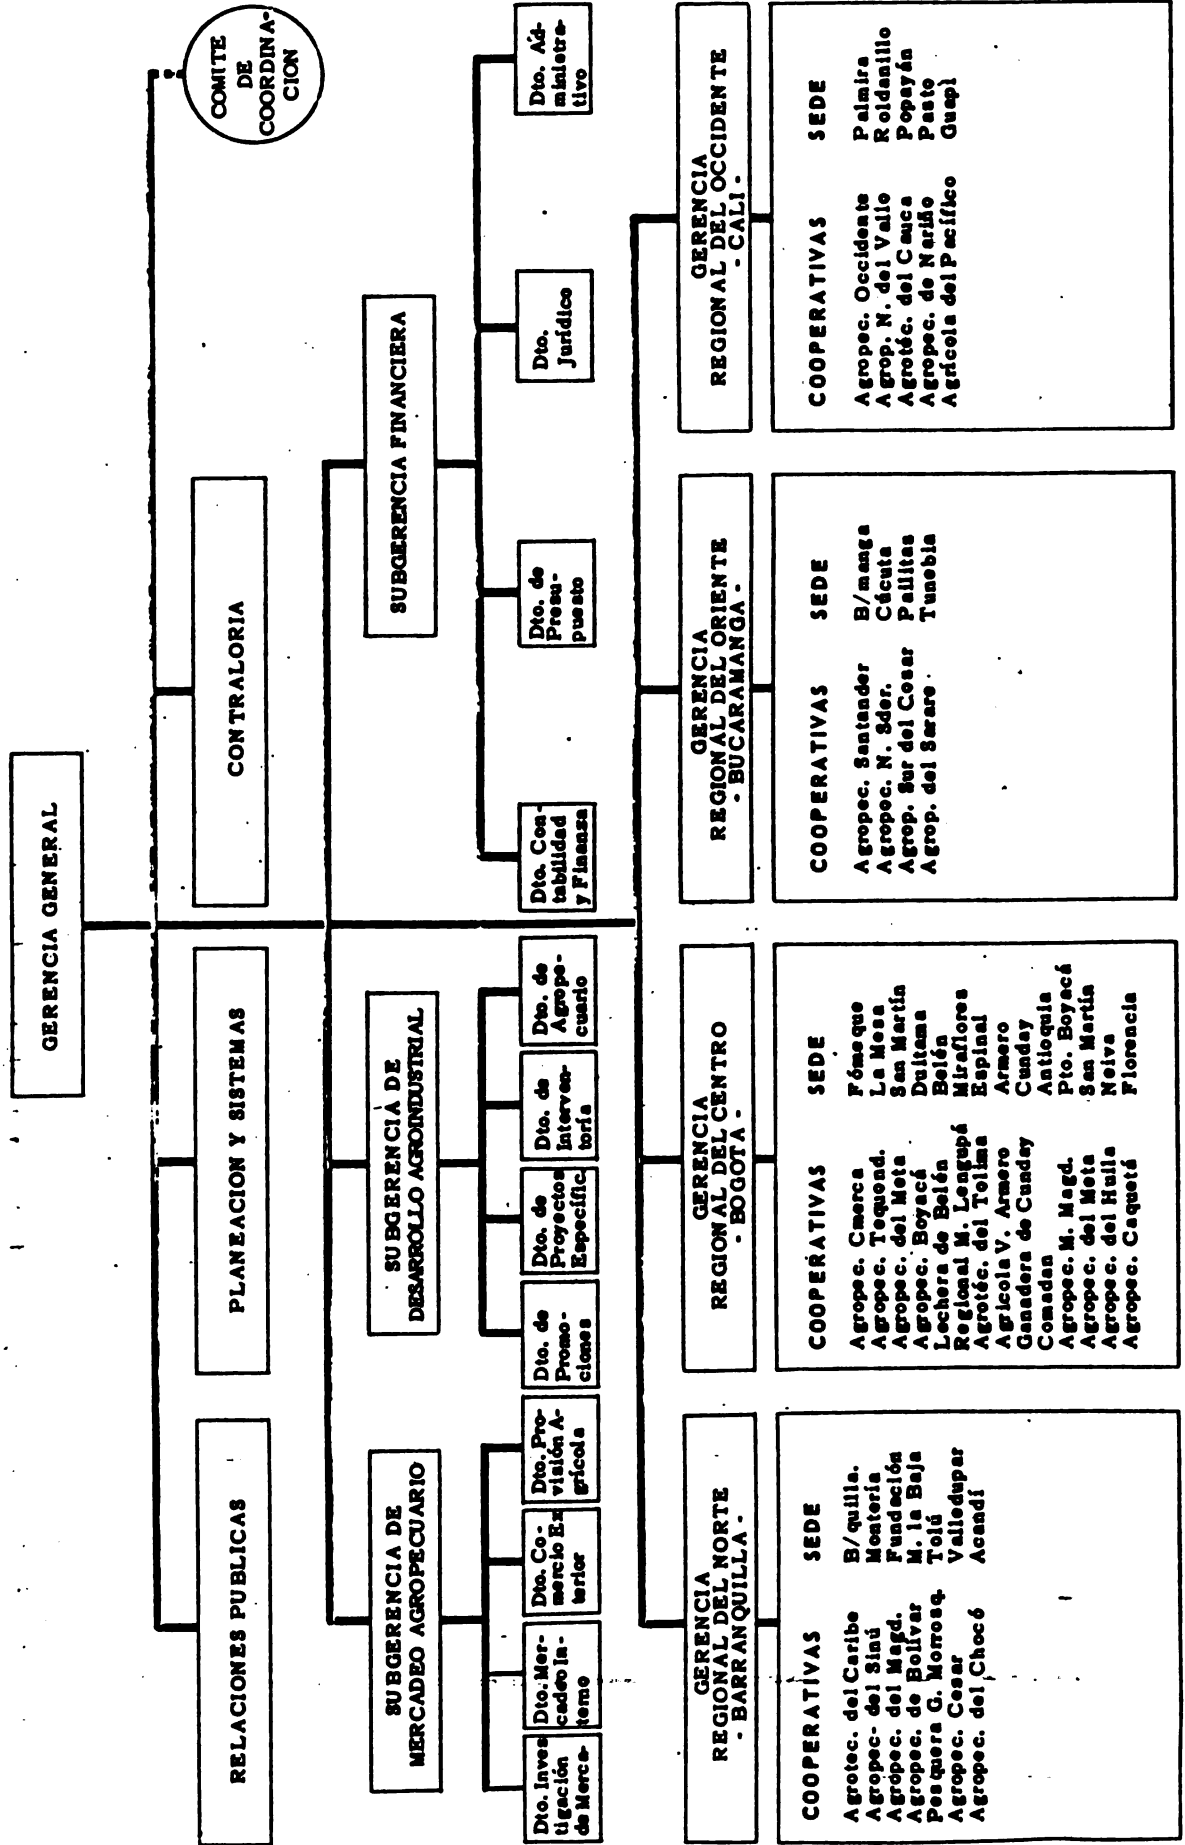 GERENCIA GENERAL
COMITE
DE
COORDINA-
CION
RELACIONES PUBLICAS
PLANEACION Y SISTEMAS
CONTRALORIA
SUBGERENCIA DE
MERCADEO AGROPECUARIO
SUBGERENCIA DE
DESARROLLO AGROINDUSTRIAL
SUBGERENCIA FINANCIERA
Dto. Inves
tigación
de Merca-
Dto. Mer-
cadeo In-
terno
Dto. Co-
mercio Ex
terior
Dto. Pro-
visión A-
grícola
Dto. de
Promo-
ciones
Dto. de
Proyectos
Específic.
Dto. de
Interven-
toría
Dto. de
Agrope-
cuario
Dto. Con-
tabilidad
y Finanza
Dto. de
Presu-
puesto
Dto.
Jurídico
Dto. Ad-
ministra-
tivo
GERENCIA
REGIONAL DEL NORTE
- BARRANQUILLA -
COOPERATIVAS SEDE
Agrotec. del Caribe B/quilla.
Agropec- del Sinú Montería
Agropec. del Magd. Fundación
Agropec. de Bolívar M. la Baja
Pesquera G. Morrosq. Tolú
Agropec. Cesar Valledupar
Agropec. del Chocó Acandí
GERENCIA
REGIONAL DEL CENTRO
- BOGOTA -
COOPERATIVAS SEDE
Agropec. Cmerca Fómeque
Agropec. Tequond. La Mesa
Agropec. del Meta San Martín
Agropec. Boyacá Duitama
Lechera de Belén Belén
Regional M. Lengupá Miraflores
Agrotéc. del Tolima Espinal
Agrícola V. Armero Armero
Ganadera de Cunday Cunday
Comadan Antioquia
Agropec. M. Magd. Pto. Boyacá
Agropec. del Meta San Martín
Agropec. del Huila Neiva
Agropec. Caquetá Florencia
GERENCIA
REGIONAL DEL ORIENTE
- BUCARAMANGA -
COOPERATIVAS SEDE
Agropec. Santander B/manga
Agropec. N. Sder. Cúcuta
Agrop. Sur del Cesar Pailitas
Agrop. del Sarare Tunebia
GERENCIA
REGIONAL DEL OCCIDENTE
- CALI -
COOPERATIVAS SEDE
Agropec. Occidente Palmira
Agrop. N. del Valle Roldanillo
Agrotéc. del Cauca Popayán
Agropec. de Nariño Pasto
Agrícola del Pacífico Guapi